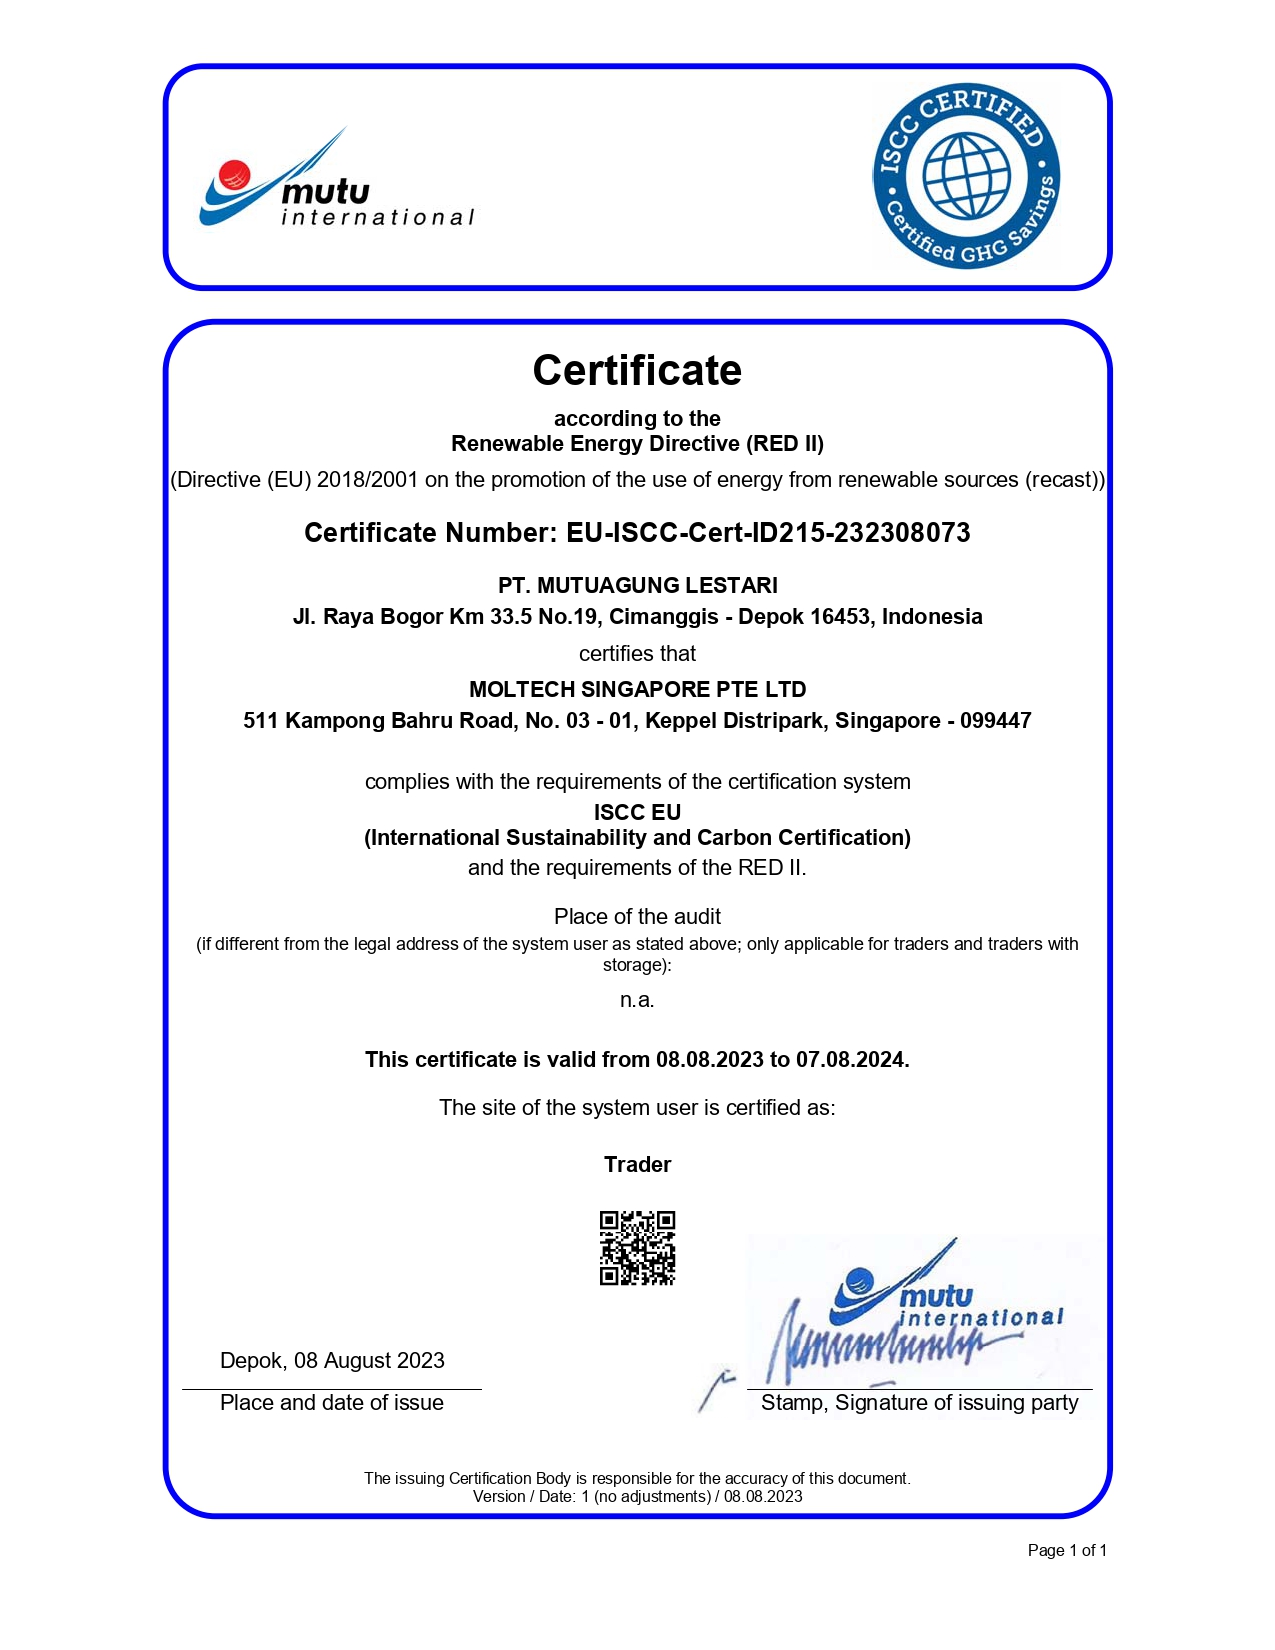 mutu
international
ISCC CERTIFIED
Certified GHG Savings
Certificate
according to the
Renewable Energy Directive (RED II)
(Directive (EU) 2018/2001 on the promotion of the use of energy from renewable sources (recast))
Certificate Number: EU-ISCC-Cert-ID215-232308073
PT. MUTUAGUNG LESTARI
Jl. Raya Bogor Km 33.5 No.19, Cimanggis - Depok 16453, Indonesia
certifies that
MOLTECH SINGAPORE PTE LTD
511 Kampong Bahru Road, No. 03 - 01, Keppel Distripark, Singapore - 099447
complies with the requirements of the certification system
ISCC EU
(International Sustainability and Carbon Certification)
and the requirements of the RED II.
Place of the audit
(if different from the legal address of the system user as stated above; only applicable for traders and traders with
storage):
n.a.
This certificate is valid from 08.08.2023 to 07.08.2024.
The site of the system user is certified as:
Trader
mutu
international
Depok, 08 August 2023
Place and date of issue
Stamp, Signature of issuing party
The issuing Certification Body is responsible for the accuracy of this document.
Version / Date: 1 (no adjustments) / 08.08.2023
Page 1 of 1